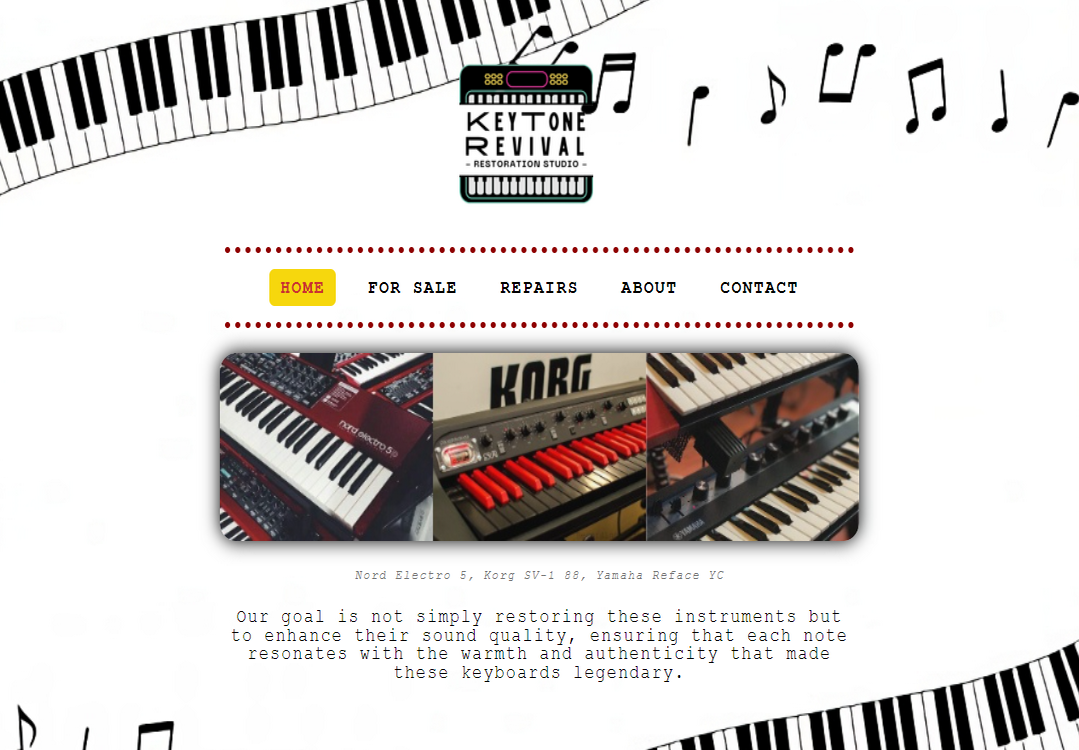 KEYTONE
REVIVAL
- RESTORATION STUDIO -
HOME FOR SALE REPAIRS ABOUT CONTACT
nord electro 5
KORG
YAMAHA
Nord Electro 5, Korg SV-1 88, Yamaha Reface YC
Our goal is not simply restoring these instruments but
to enhance their sound quality, ensuring that each note
resonates with the warmth and authenticity that made
these keyboards legendary.